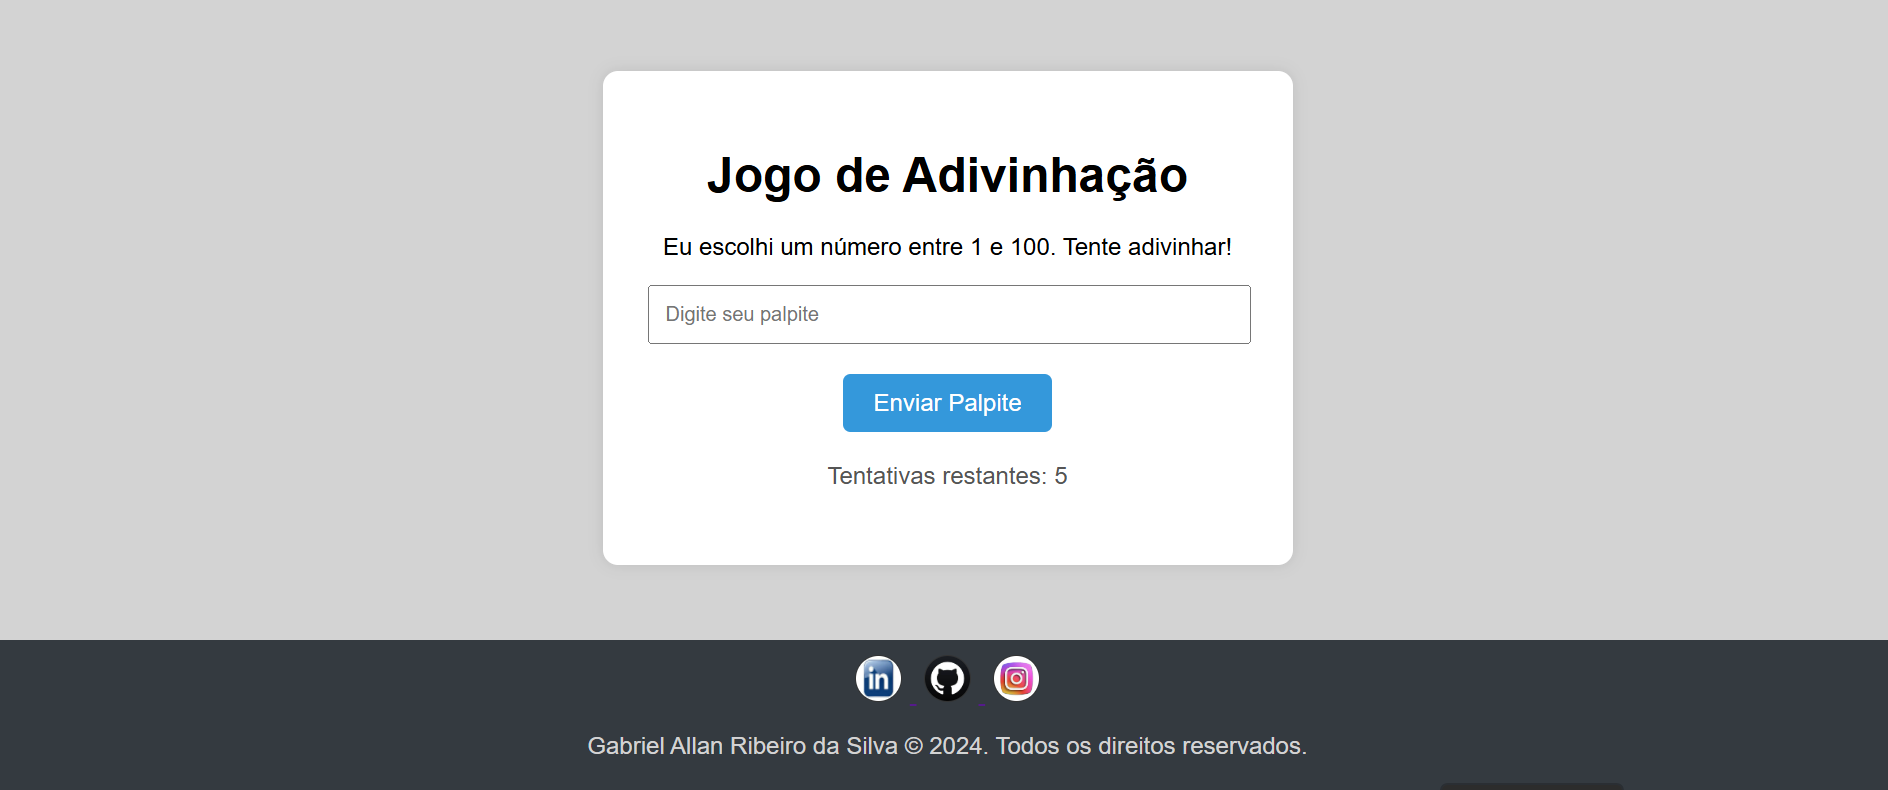 Jogo de Adivinhação
Eu escolhi um número entre 1 e 100. Tente adivinhar!
Digite seu palpite
Enviar Palpite
Tentativas restantes: 5
in
Gabriel Allan Ribeiro da Silva © 2024. Todos os direitos reservados.